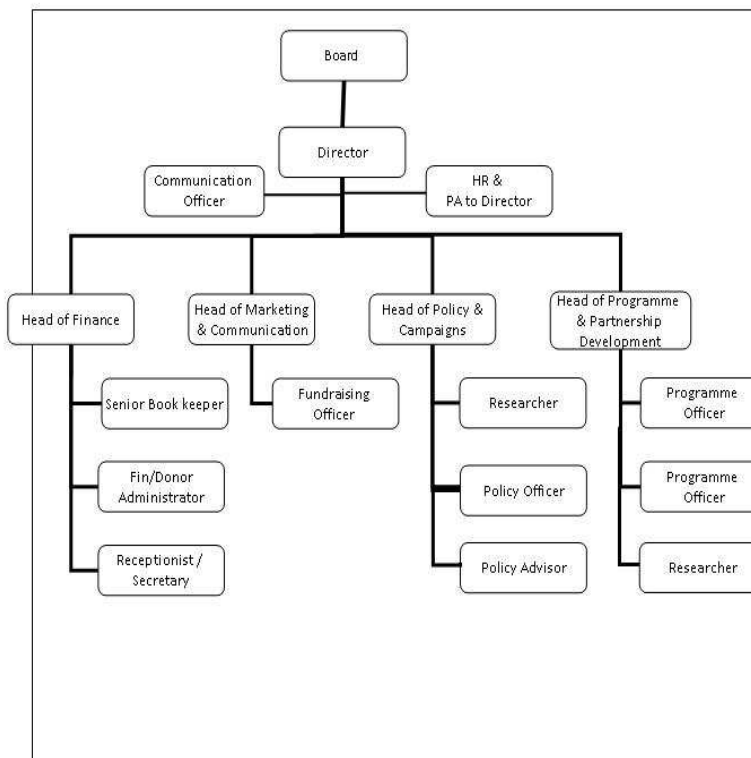 Board
Director
Communication
Officer
HR &
PA to Director
Head of Finance
Head of Marketing
& Communication
Head of Policy &
Campaigns
Head of Programme
& Partnership
Development
Senior Book keeper
Fundraising
Officer
Researcher
Programme
Officer
Fin/Donor
Administrator
Policy Officer
Programme
Officer
Receptionist /
Secretary
Policy Advisor
Researcher